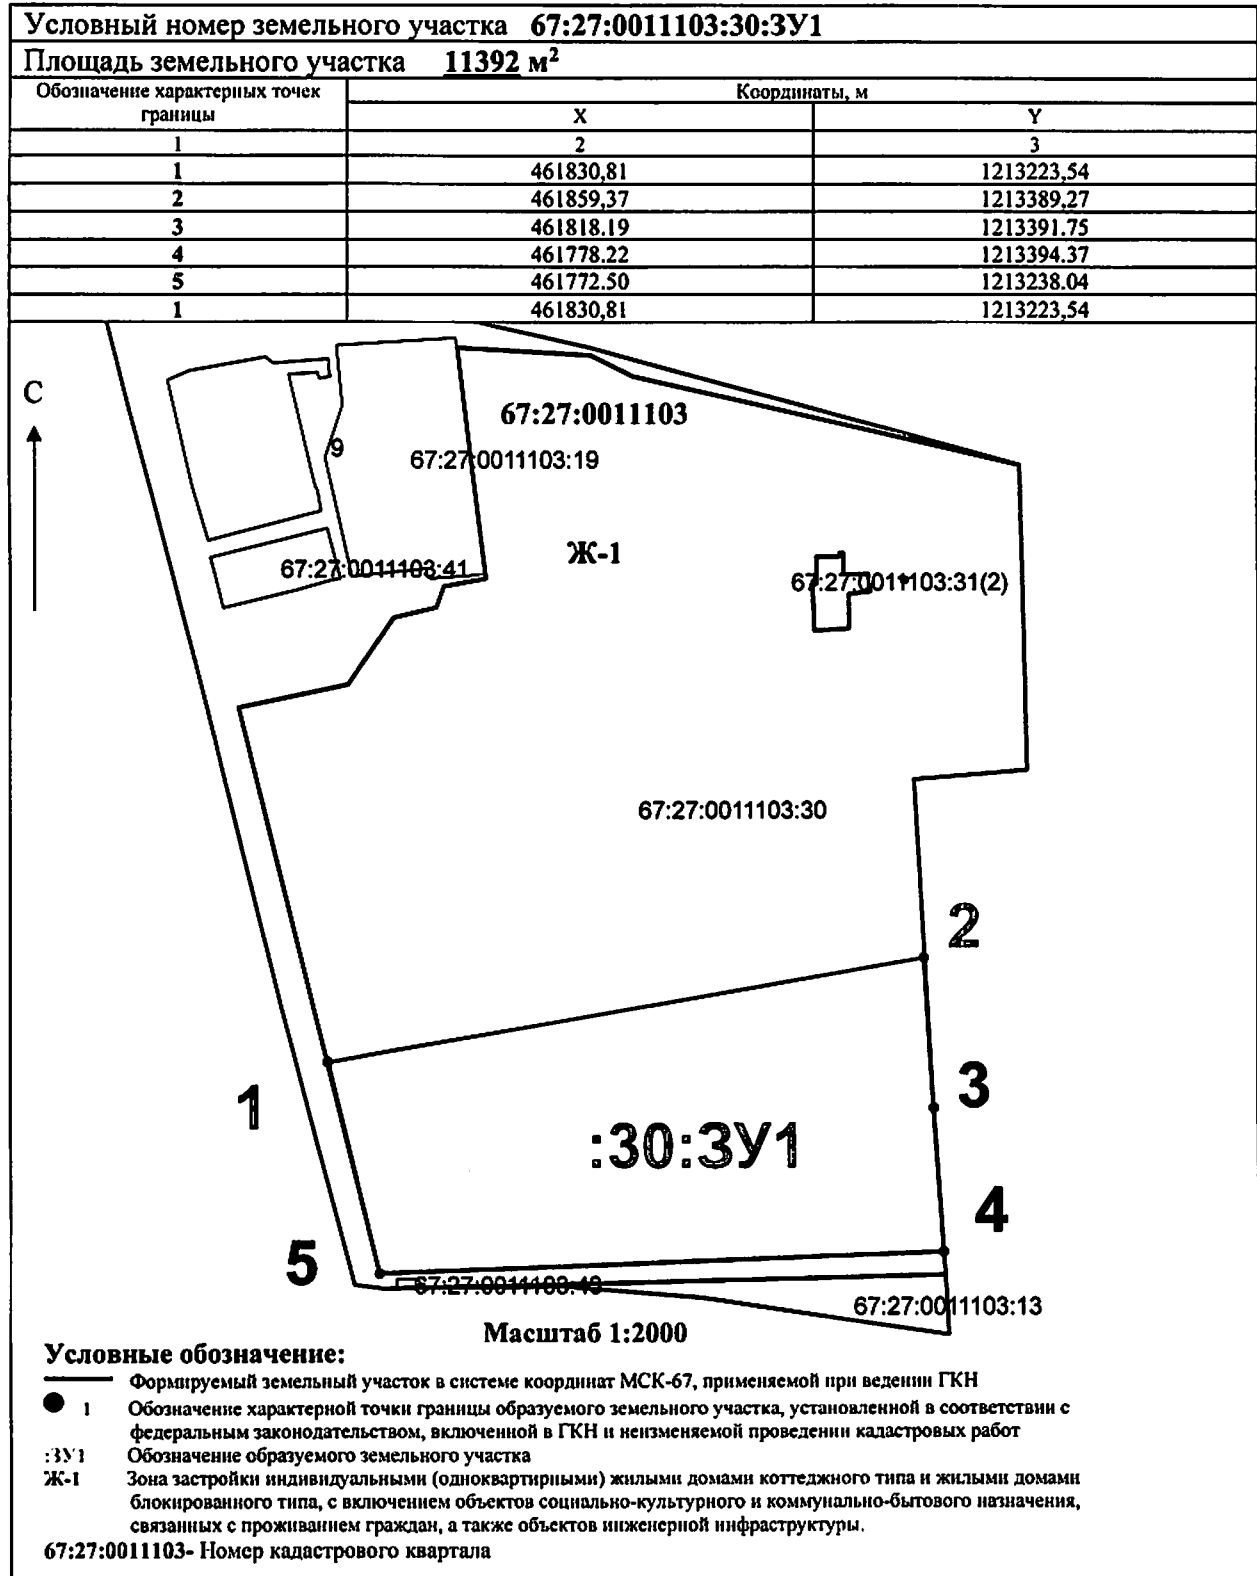 Условный номер земельного участка 67:27:0011103:30:ЗУ1
Площадь земельного участка 11392 м²
Обозначение характерных точек границы
Координаты, м
X Y
1 2 3
1 461830,81 1213223,54
2 461859,37 1213389,27
3 461818.19 1213391.75
4 461778.22 1213394.37
5 461772.50 1213238.04
1 461830,81 1213223,54
С
67:27:0011103
9
67:27:0011103:19
Ж-1
67:27:0011103:41
67:27:0011103:31(2)
67:27:0011103:30
2
1
3
:30:ЗУ1
4
5
67:27:0011103:43
67:27:0011103:13
Масштаб 1:2000
Условные обозначение:
Формируемый земельный участок в системе координат МСК-67, применяемой при ведении ГКН
1 Обозначение характерной точки границы образуемого земельного участка, установленной в соответствии с
федеральным законодательством, включенной в ГКН и неизменяемой проведении кадастровых работ
:ЗУ1 Обозначение образуемого земельного участка
Ж-1 Зона застройки индивидуальными (одноквартирными) жилыми домами коттеджного типа и жилыми домами
блокированного типа, с включением объектов социально-культурного и коммунально-бытового назначения,
связанных с проживанием граждан, а также объектов инженерной инфраструктуры.
67:27:0011103- Номер кадастрового квартала